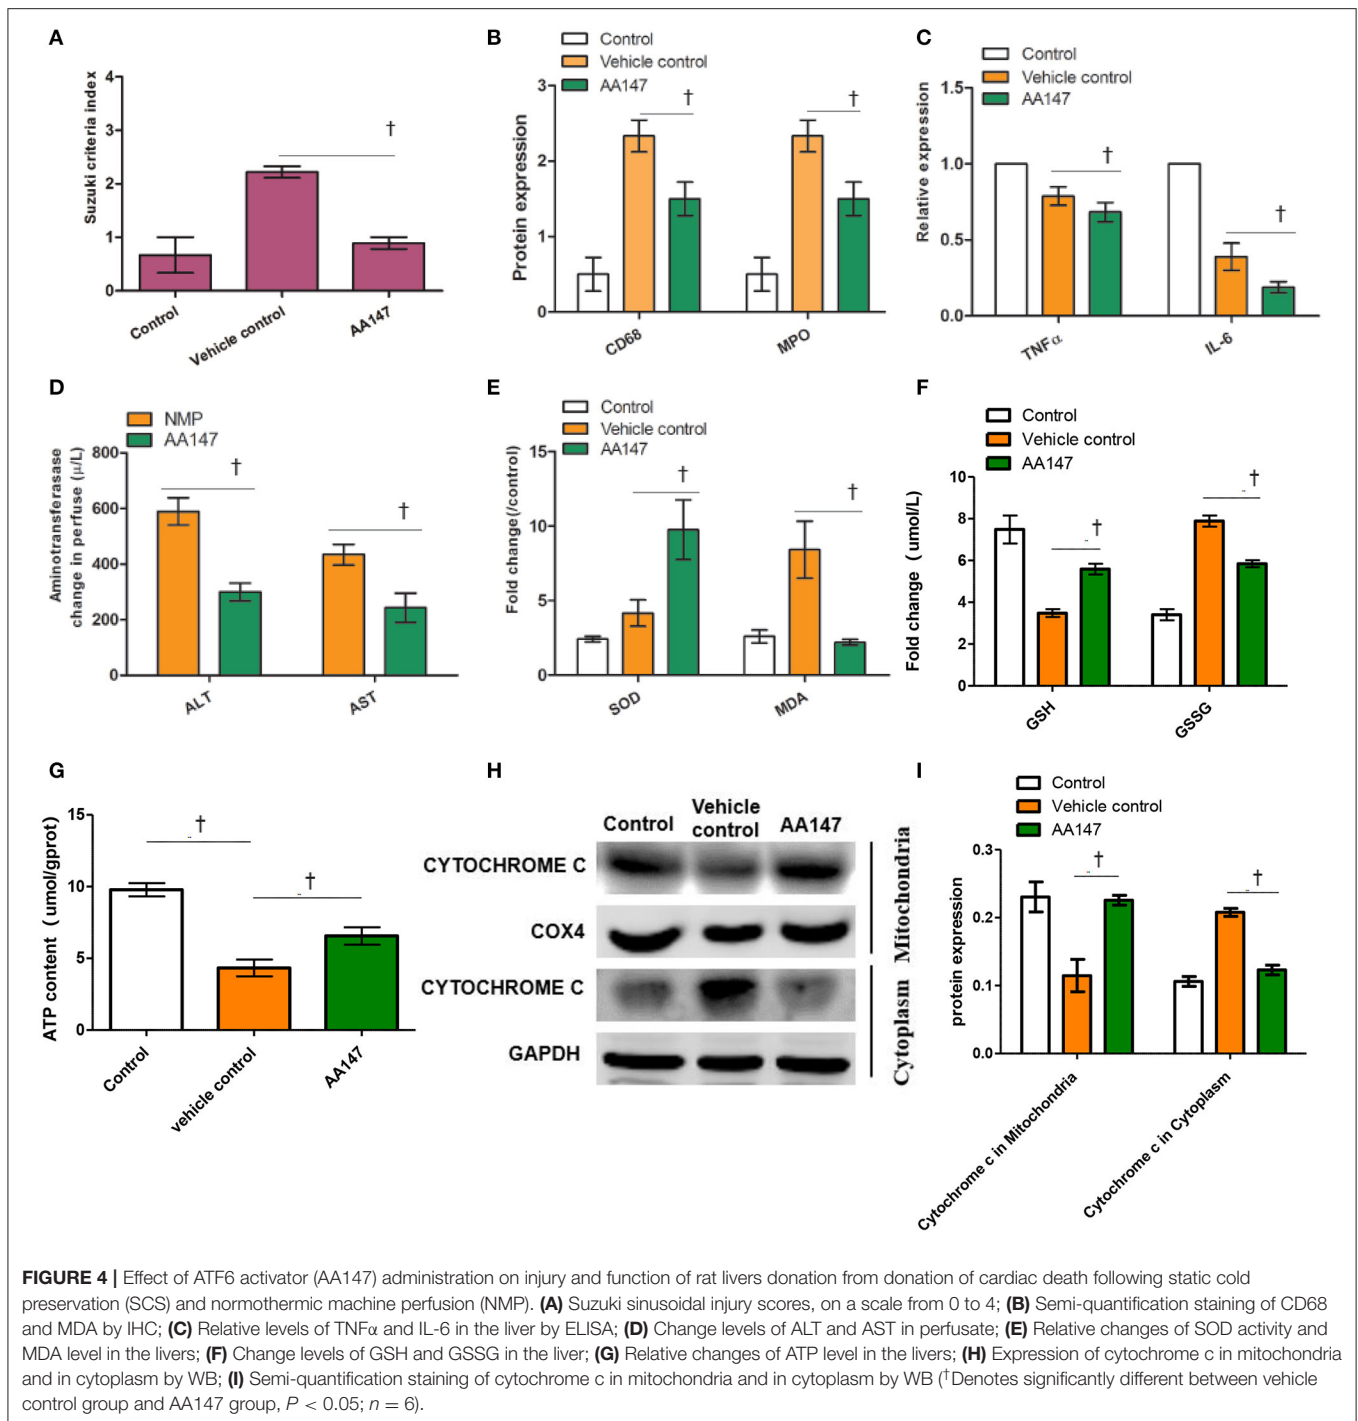 A
Suzuki criteria index
4
3
2
1
0
†
Control
Vehicle control
AA147
B
Control
Vehicle control
AA147
Protein expression
3
2
1
0
†
†
CD68
MPO
C
Control
Vehicle control
AA147
Relative expression
1.0
0.5
0.0
†
†
TNFα
IL-6
D
NMP
AA147
Aminotransferasase
change in perfuse (μ/L)
800
600
400
200
0
†
†
ALT
AST
E
Control
Vehicle control
AA147
Fold change(/control)
15
10
5
0
†
†
SOD
MDA
F
Control
Vehicle control
AA147
Fold change ( umol/L)
10
8
6
4
2
0
†
†
GSH
GSSG
G
ATP content ( umol/gprot)
15
10
5
0
†
†
Control
vehicle control
AA147
H
Control
Vehicle
control
AA147
CYTOCHROME C
COX4
CYTOCHROME C
GAPDH
Mitochondria
Cytoplasm
I
Control
Vehicle control
AA147
protein expression
0.3
0.2
0.1
0.0
†
†
Cytochrome c in Mitochondria
Cytochrome c in Cytoplasm
FIGURE 4 | Effect of ATF6 activator (AA147) administration on injury and function of rat livers donation from donation of cardiac death following static cold
preservation (SCS) and normothermic machine perfusion (NMP). (A) Suzuki sinusoidal injury scores, on a scale from 0 to 4; (B) Semi-quantification staining of CD68
and MDA by IHC; (C) Relative levels of TNFα and IL-6 in the liver by ELISA; (D) Change levels of ALT and AST in perfusate; (E) Relative changes of SOD activity and
MDA level in the livers; (F) Change levels of GSH and GSSG in the liver; (G) Relative changes of ATP level in the livers; (H) Expression of cytochrome c in mitochondria
and in cytoplasm by WB; (I) Semi-quantification staining of cytochrome c in mitochondria and in cytoplasm by WB (†Denotes significantly different between vehicle
control group and AA147 group, P < 0.05; n = 6).